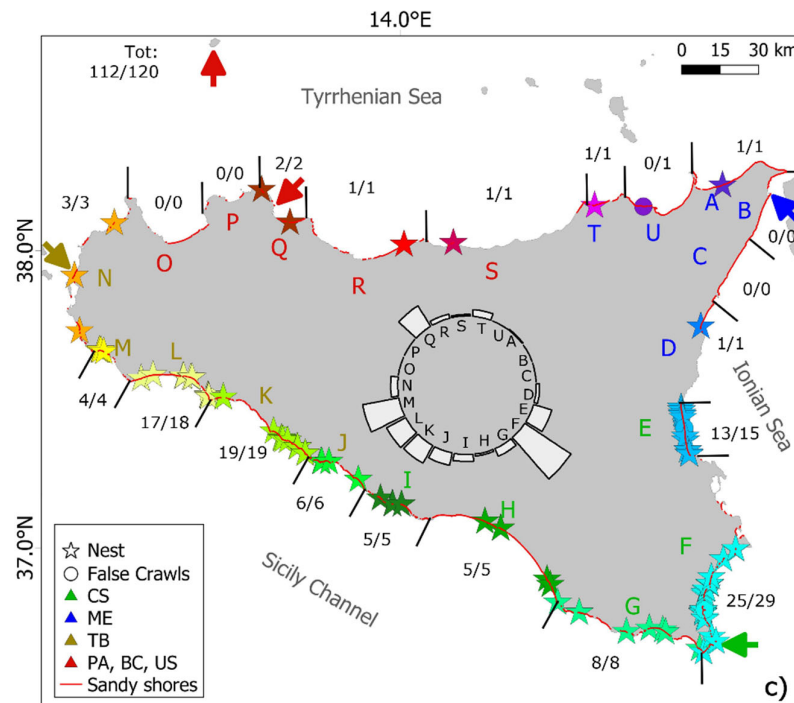 14.0°E
Tot:
112/120
0 15 30 km
Tyrrhenian Sea
0/0
2/2
1/1
0/1
1/1
3/3
0/0
1/1
1/1
P
A
B
T
U
0/0
38.0°N
N
O
Q
R
S
C
0/0
A B C D E F G H I J K L M N O P Q R S T U
D
1/1
M
L
4/4
17/18
K
E
13/15
Ionian Sea
19/19
J
6/6
I
5/5
H
5/5
37.0°N
F
Sicily Channel
G
25/29
8/8
Nest
False Crawls
CS
ME
TB
PA, BC, US
Sandy shores
c)